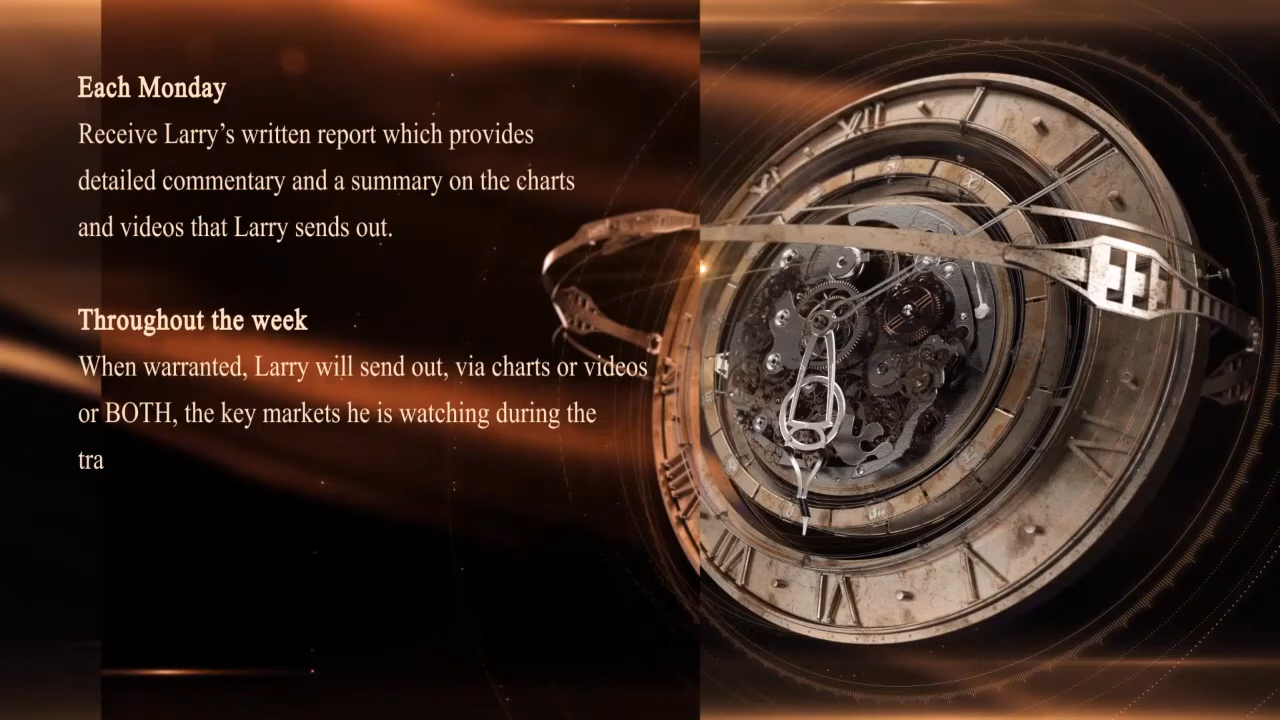 Each Monday
Receive Larry’s written report which provides
detailed commentary and a summary on the charts
and videos that Larry sends out.
Throughout the week
When warranted, Larry will send out, via charts or videos
or BOTH, the key markets he is watching during the
tra